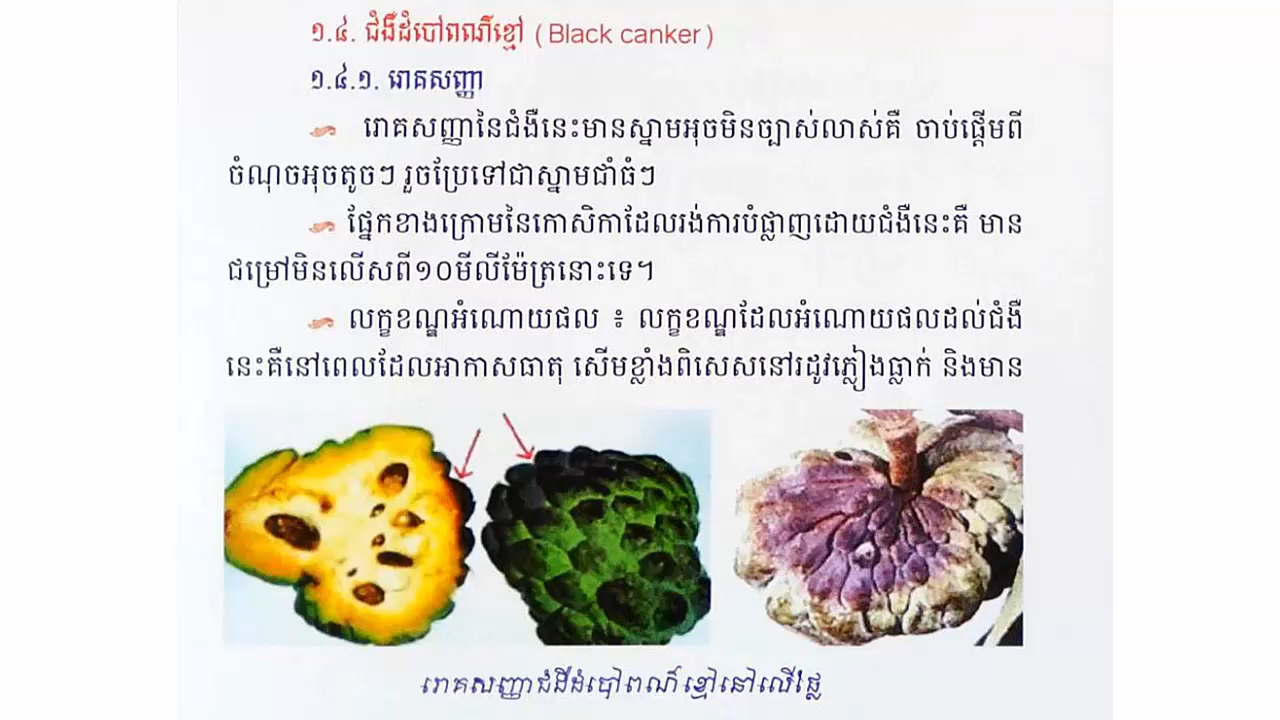 ១.៤. ជំងឺដំបៅពណ៌ខ្មៅ (Black canker)
១.៤.១. រោគសញ្ញា
រោគសញ្ញានៃជំងឺនេះមានស្នាមអុចមិនច្បាស់លាស់គឺ ចាប់ផ្តើមពី
ចំណុចអុចតូចៗ រួចប្រែទៅជាស្នាមជាំធំៗ
ផ្នែកខាងក្រោមនៃកោសិកាដែលរង់ការបំផ្លាញដោយជំងឺនេះគឺ មាន
ជម្រៅមិនលើសពី១០មីលីម៉ែត្រនោះទេ។
លក្ខខណ្ឌអំណោយផល ៖ លក្ខខណ្ឌដែលអំណោយផលដល់ជំងឺ
នេះគឺនៅពេលដែលអាកាសធាតុ សើមខ្លាំងពិសេសនៅរដូវភ្លៀងធ្លាក់ និងមាន
រោគសញ្ញាជំងឺដំបៅពណ៌ខ្មៅនៅលើផ្លែ